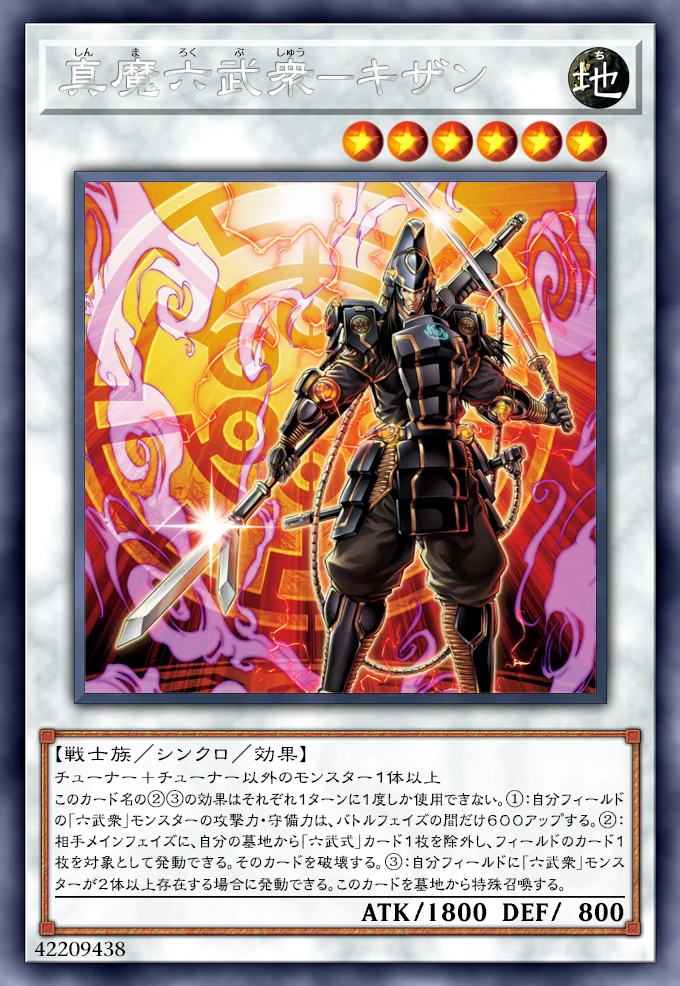 しん ま ろく ぶ しゅう
真魔六武衆－キザン
ち
地
【戦士族／シンクロ／効果】
チューナー＋チューナー以外のモンスター1体以上
このカード名の②③の効果はそれぞれ1ターンに1度しか使用できない。①：自分フィールド
の「六武衆」モンスターの攻撃力・守備力は、バトルフェイズの間だけ600アップする。②：
相手メインフェイズに、自分の墓地から「六武式」カード1枚を除外し、フィールドのカード1
枚を対象として発動できる。そのカードを破壊する。③：自分フィールドに「六武衆」モンス
ターが2体以上存在する場合に発動できる。このカードを墓地から特殊召喚する。
ATK/1800 DEF/ 800
42209438